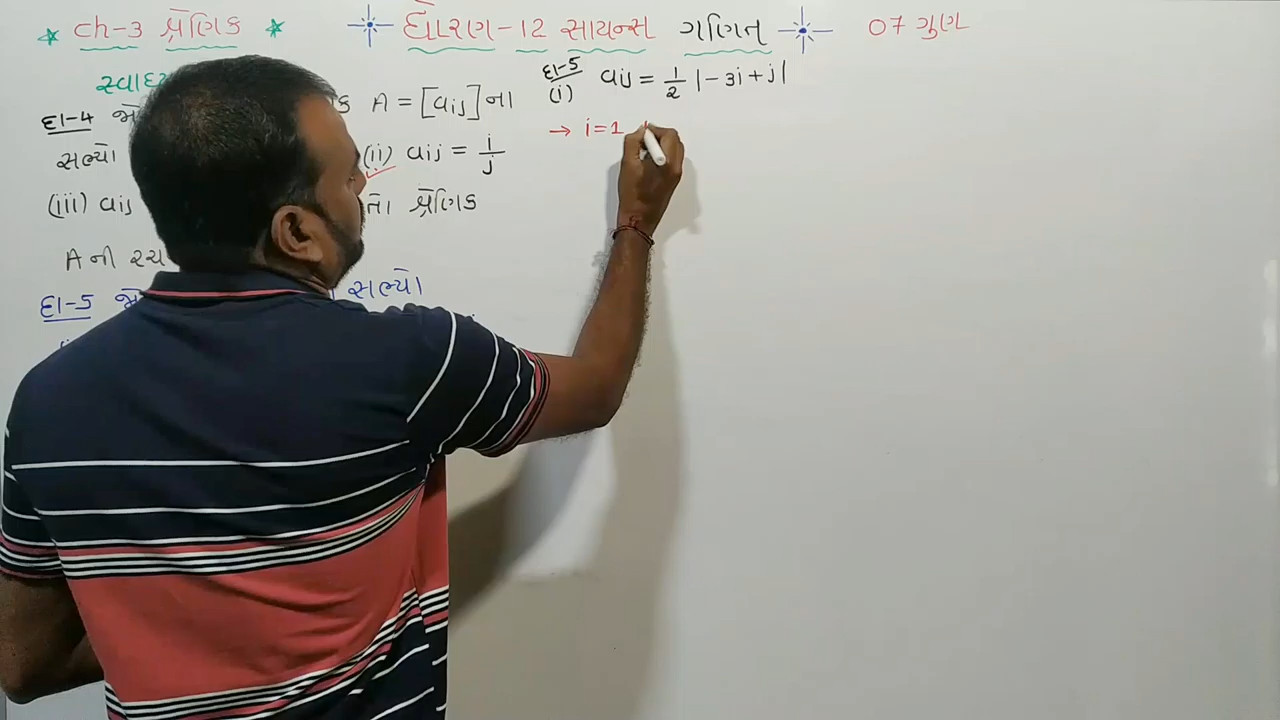 ch-3 શ્રેણિક ધોરણ-12 સાયન્સ ગણિત 07 ગુણ
દા-4 A = [aij] ના
સભ્યો (ii) aij = i/j
(iii) aij શ્રેણિક
A ની
દા-5 સભ્યો
દા-5 (i) aij = 1/2 |-3i + j|
→ i=1